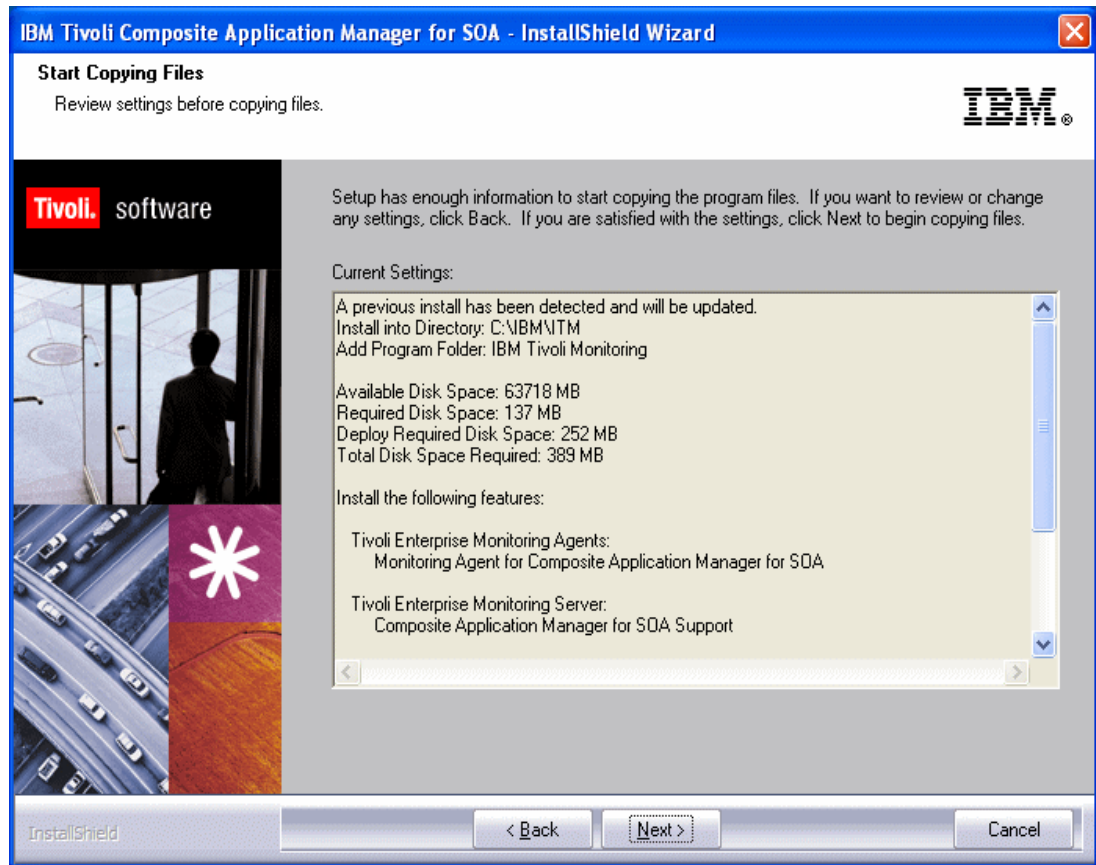 IBM Tivoli Composite Application Manager for SOA - InstallShield Wizard
Start Copying Files
Review settings before copying files.
IBM®
Tivoli. software
Setup has enough information to start copying the program files. If you want to review or change
any settings, click Back. If you are satisfied with the settings, click Next to begin copying files.
Current Settings:
A previous install has been detected and will be updated.
Install into Directory: C:\IBM\ITM
Add Program Folder: IBM Tivoli Monitoring
Available Disk Space: 63718 MB
Required Disk Space: 137 MB
Deploy Required Disk Space: 252 MB
Total Disk Space Required: 389 MB
Install the following features:
Tivoli Enterprise Monitoring Agents:
Monitoring Agent for Composite Application Manager for SOA
Tivoli Enterprise Monitoring Server:
Composite Application Manager for SOA Support
InstallShield
< Back
Next >
Cancel